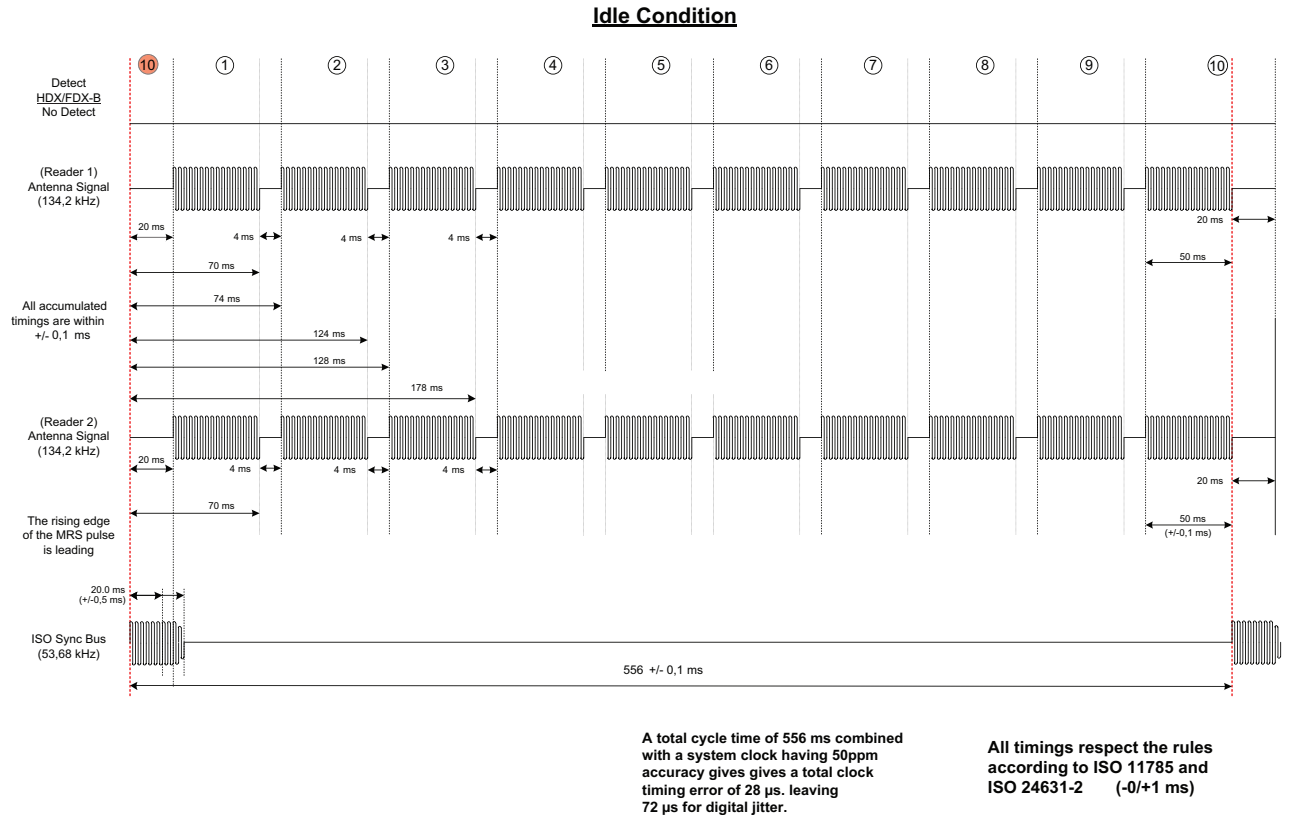 Idle Condition
10 1 2 3 4 5 6 7 8 9 10
Detect
HDX/FDX-B
No Detect
(Reader 1)
Antenna Signal
(134,2 kHz)
20 ms
4 ms
4 ms
4 ms
20 ms
70 ms
50 ms
74 ms
All accumulated
timings are within
+/- 0,1 ms
124 ms
128 ms
178 ms
(Reader 2)
Antenna Signal
(134,2 kHz)
20 ms
4 ms
4 ms
4 ms
20 ms
70 ms
50 ms
(+/-0,1 ms)
The rising edge
of the MRS pulse
is leading
20.0 ms
(+/-0,5 ms)
ISO Sync Bus
(53,68 kHz)
556 +/- 0,1 ms
A total cycle time of 556 ms combined
with a system clock having 50ppm
accuracy gives gives a total clock
timing error of 28 µs. leaving
72 µs for digital jitter.
All timings respect the rules
according to ISO 11785 and
ISO 24631-2 (-0/+1 ms)